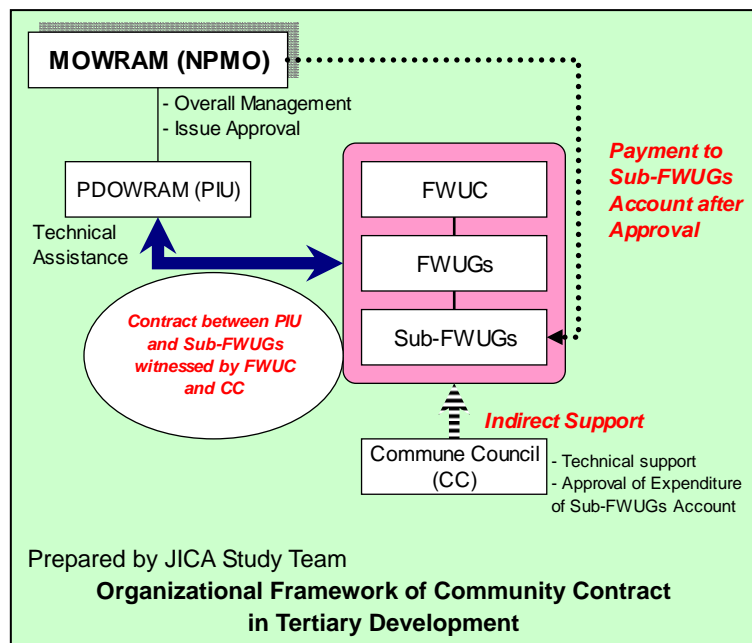 MOWRAM (NPMO)
- Overall Management
- Issue Approval
PDOWRAM (PIU)
Technical
Assistance
FWUC
FWUGs
Sub-FWUGs
Payment to
Sub-FWUGs
Account after
Approval
Contract between PIU
and Sub-FWUGs
witnessed by FWUC
and CC
Indirect Support
Commune Council
(CC)
- Technical support
- Approval of Expenditure
of Sub-FWUGs Account
Prepared by JICA Study Team
Organizational Framework of Community Contract
in Tertiary Development